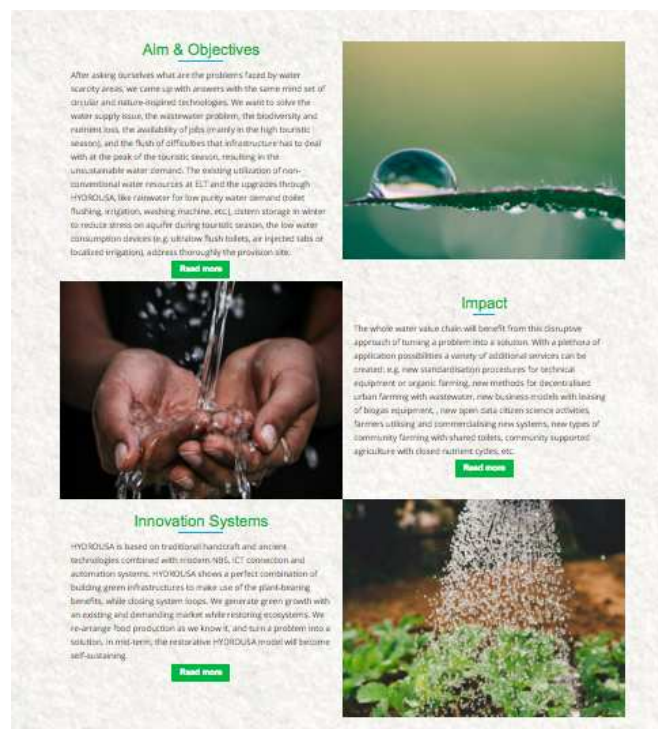 Aim & Objectives
After asking ourselves what are the problems faced by water
scarcity areas, we came up with answers with the same mind set of
circular and nature-inspired technologies. We want to solve the
water supply issue, the wastewater problem, the biodiversity and
nutrient loss, the availability of jobs (mainly in the high touristic
season), and the flush of difficulties that infrastructure has to deal
with at the peak of the touristic season, resulting in the
unsustainable water demand. The existing utilization of non-
conventional water resources at ELT and the upgrades through
HYDROUSA, like rainwater for low purity water demand (toilet
flushing, irrigation, washing machine, etc.), cistern storage in winter
to reduce stress on aquifer during touristic season, the low water
consumption devices (e.g. ultralow flush toilets, air injected tabs or
localized irrigation), address thoroughly the provision site.
Read more
Impact
The whole water value chain will benefit from this disruptive
approach of turning a problem into a solution. With a plethora of
application possibilities a variety of additional services can be
created: e.g. new standardisation procedures for technical
equipment or organic farming, new methods for decentralised
urban farming with wastewater, new business models with leasing
of biogas equipment, , new open data citizen science activities,
farmers utilising and commercialising new systems, new types of
community farming with shared toilets, community supported
agriculture with closed nutrient cycles, etc.
Read more
Innovation Systems
HYDROUSA is based on traditional handcraft and ancient
technologies combined with modern NBS, ICT connection and
automation systems. HYDROUSA shows a perfect combination of
building green infrastructures to make use of the plant-bearing
benefits, while closing system loops. We generate green growth with
an existing and demanding market while restoring ecosystems. We
re-arrange food production as we know it, and turn a problem into a
solution. In mid-term, the restorative HYDROUSA model will become
self-sustaining.
Read more